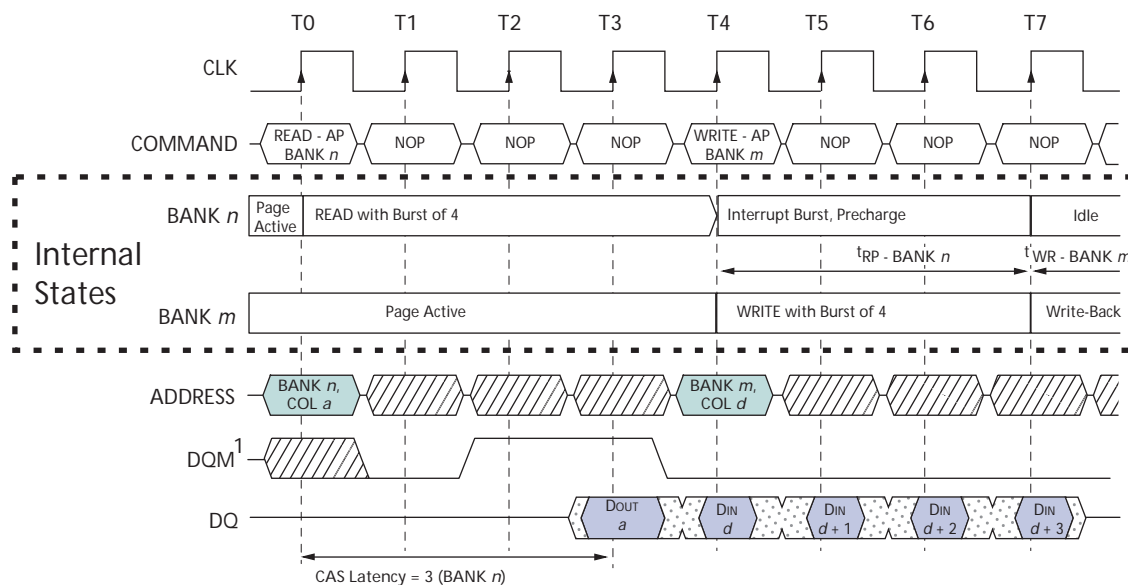 T0 T1 T2 T3 T4 T5 T6 T7
CLK
COMMAND
READ - AP
BANK n
NOP
NOP
NOP
WRITE - AP
BANK m
NOP
NOP
NOP
Internal
States
BANK n
Page
Active
READ with Burst of 4
Interrupt Burst, Precharge
Idle
tRP - BANK n
tWR - BANK m
BANK m
Page Active
WRITE with Burst of 4
Write-Back
ADDRESS
BANK n,
COL a
BANK m,
COL d
DQM1
DQ
DOUT
a
DIN
d
DIN
d + 1
DIN
d + 2
DIN
d + 3
CAS Latency = 3 (BANK n)